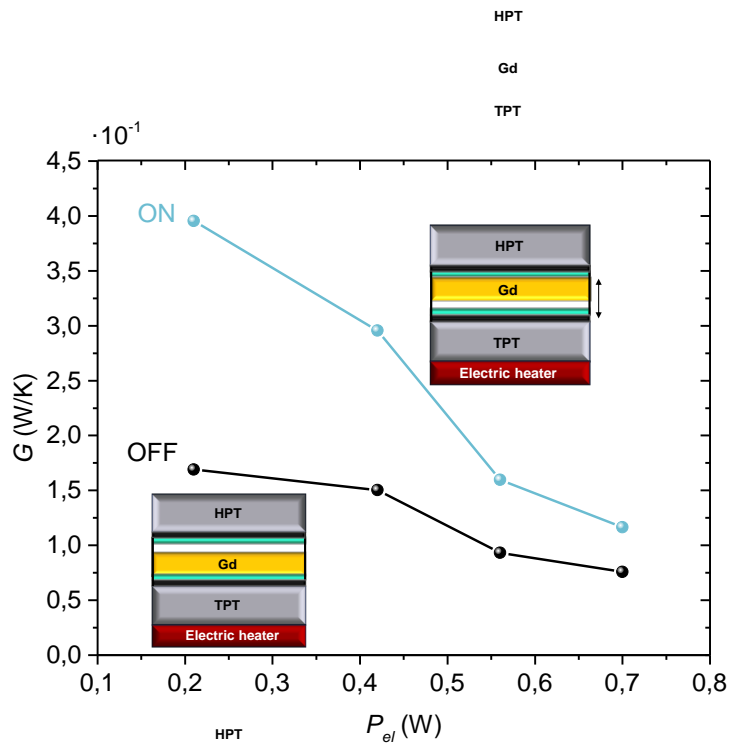 HPT
Gd
TPT
·10⁻¹
4,5
4,0
3,5
3,0
2,5
2,0
1,5
1,0
0,5
0,0
G (W/K)
ON
OFF
HPT
Gd
TPT
Electric heater
HPT
Gd
TPT
Electric heater
0,1 0,2 0,3 0,4 0,5 0,6 0,7 0,8
P_el (W)
HPT